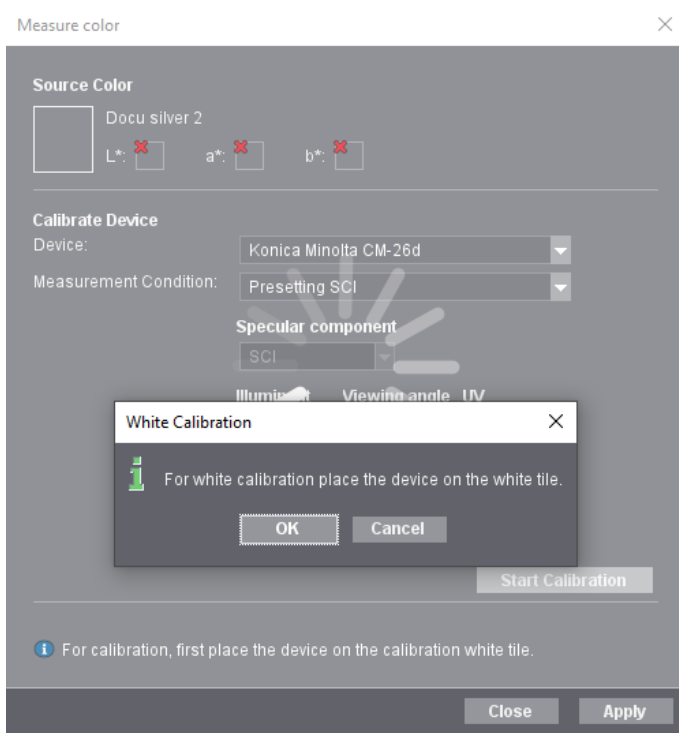 Measure color
Source Color
Docu silver 2
L*: a*: b*:
Calibrate Device
Device: Konica Minolta CM-26d
Measurement Condition: Presetting SCI
Specular component
SCI
Viewing angle UV
White Calibration
For white calibration place the device on the white tile.
OK Cancel
Start Calibration
For calibration, first place the device on the calibration white tile.
Close Apply